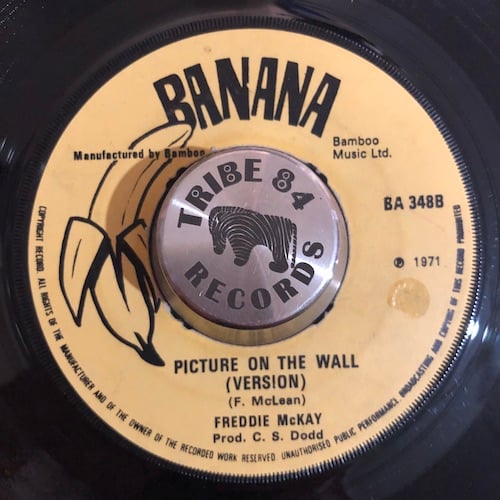 BANANA
Manufactured by Bamboo
Bamboo
Music Ltd.
TRIBE 84
RECORDS
BA 348B
℗ 1971
PICTURE ON THE WALL
(VERSION)
(F. McLean)
FREDDIE McKAY
Prod. C. S. Dodd
COPYRIGHT RECORD. ALL RIGHTS OF THE MANUFACTURER AND OF THE OWNER OF THE RECORDED WORK RESERVED. UNAUTHORISED PUBLIC PERFORMANCE, BROADCASTING AND COPYING OF THIS RECORD PROHIBITED